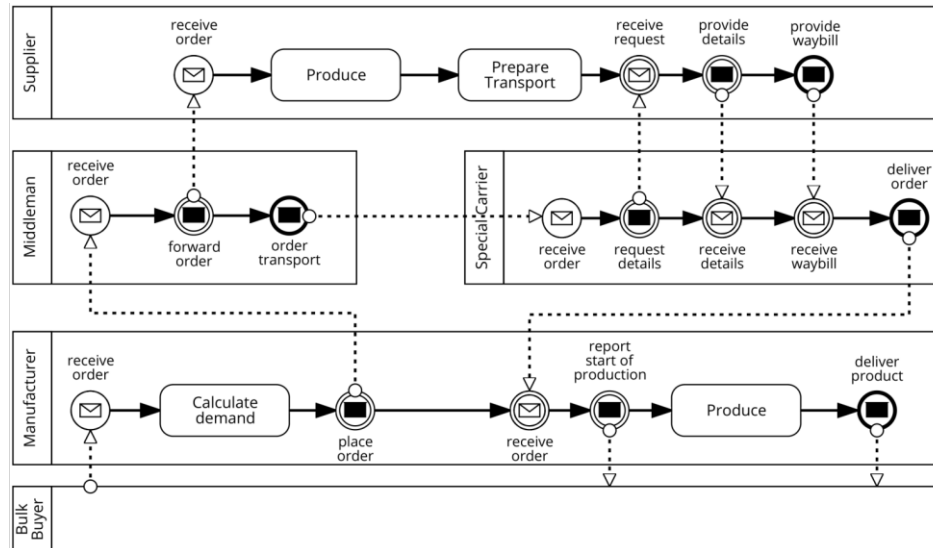 Supplier
receive
order
Produce
Prepare
Transport
receive
request
provide
details
provide
waybill
Middleman
receive
order
forward
order
order
transport
Special-Carrier
receive
order
request
details
receive
details
receive
waybill
deliver
order
Manufacturer
receive
order
Calculate
demand
place
order
receive
order
report
start of
production
Produce
deliver
product
Bulk
Buyer